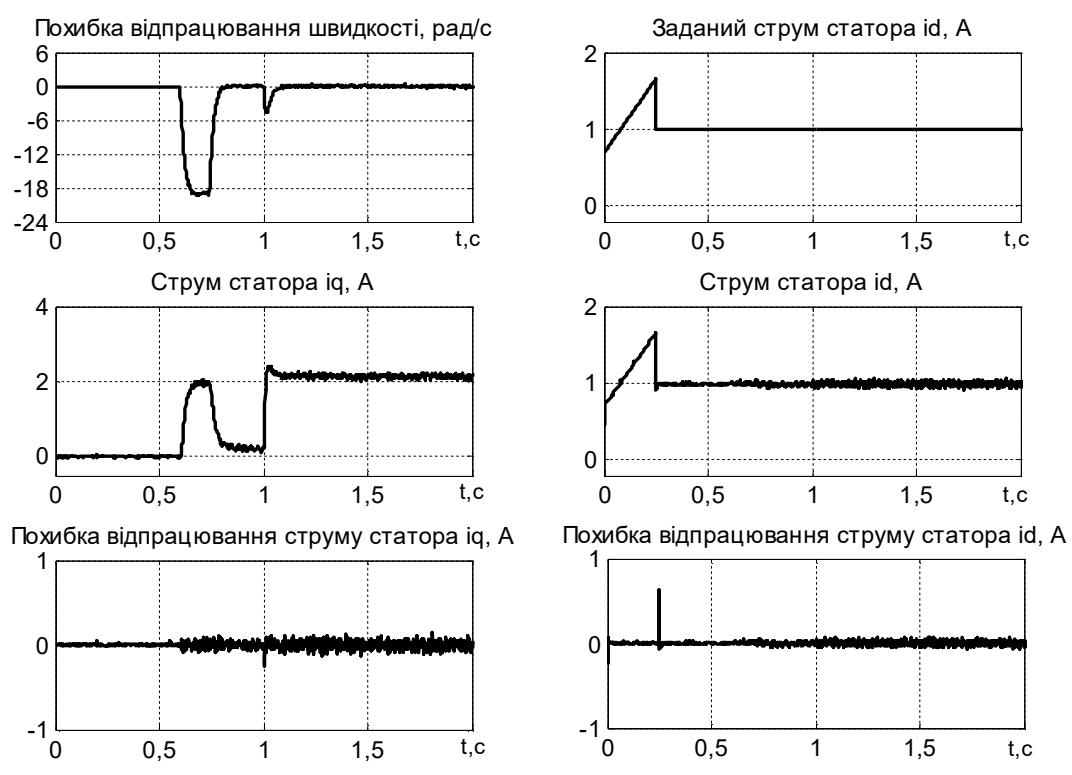 Похибка відпрацювання швидкості, рад/с
6
0
-6
-12
-18
-24
0 0,5 1 1,5 t,c
Заданий струм статора id, А
2
1
0
0 0,5 1 1,5 t,c
Струм статора iq, А
4
2
0
0 0,5 1 1,5 t,c
Струм статора id, А
2
1
0
0 0,5 1 1,5 t,c
Похибка відпрацювання струму статора iq, А
1
0
-1
0 0,5 1 1,5 t,c
Похибка відпрацювання струму статора id, А
1
0
-1
0 0,5 1 1,5 t,c